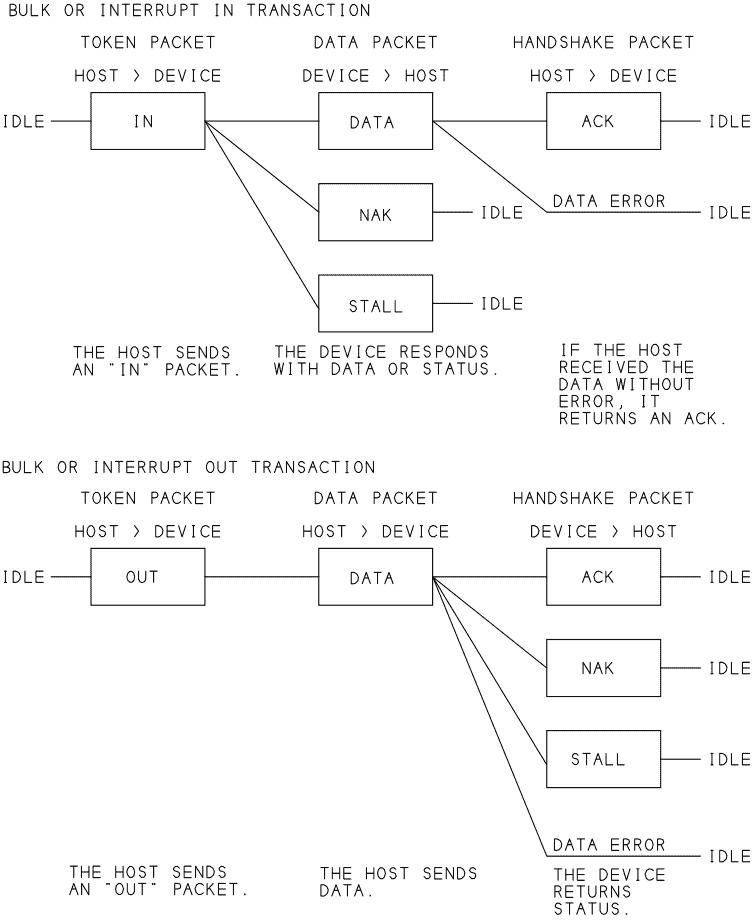 BULK OR INTERRUPT IN TRANSACTION
TOKEN PACKET DATA PACKET HANDSHAKE PACKET
HOST > DEVICE DEVICE > HOST HOST > DEVICE
IDLE IN DATA ACK IDLE
DATA ERROR
NAK IDLE IDLE
STALL IDLE
THE HOST SENDS
AN "IN" PACKET.
THE DEVICE RESPONDS
WITH DATA OR STATUS.
IF THE HOST
RECEIVED THE
DATA WITHOUT
ERROR, IT
RETURNS AN ACK.
BULK OR INTERRUPT OUT TRANSACTION
TOKEN PACKET DATA PACKET HANDSHAKE PACKET
HOST > DEVICE HOST > DEVICE DEVICE > HOST
IDLE OUT DATA ACK IDLE
NAK IDLE
STALL IDLE
DATA ERROR IDLE
THE HOST SENDS
AN "OUT" PACKET.
THE HOST SENDS
DATA.
THE DEVICE
RETURNS
STATUS.